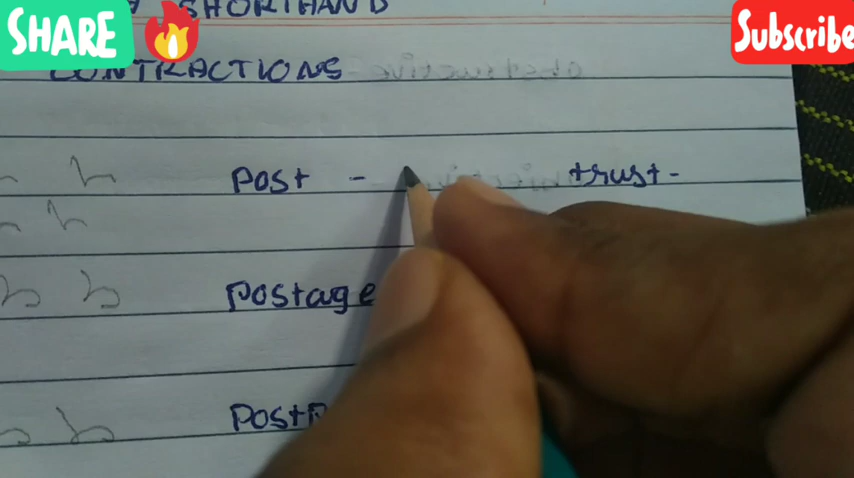 SHORTHAND
SHARE
Subscribe
CONTRACTIONS
Post - trust -
Postage